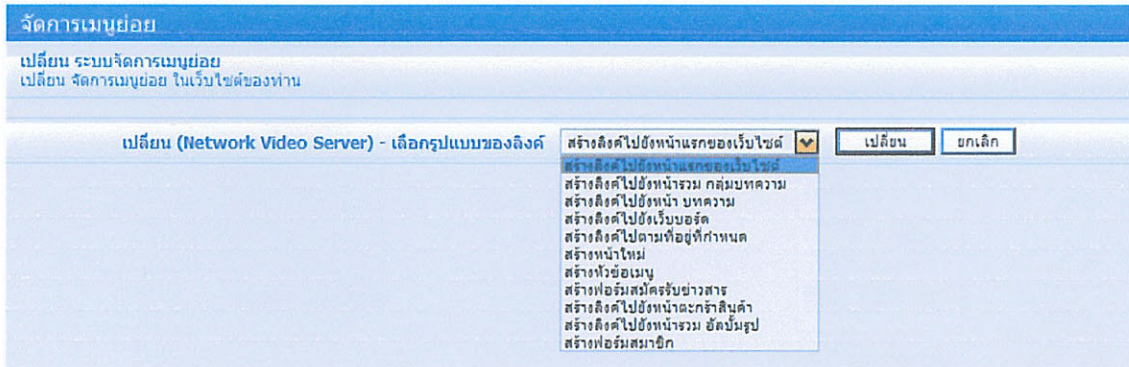 จัดการเมนูย่อย
เปลี่ยน ระบบจัดการเมนูย่อย
เปลี่ยน จัดการเมนูย่อย ในเว็บไซต์ของท่าน
เปลี่ยน (Network Video Server) - เลือกรูปแบบของลิงค์ สร้างลิงค์ไปยังหน้าแรกของเว็บไซต์ เปลี่ยน ยกเลิก
สร้างลิงค์ไปยังหน้าแรกของเว็บไซต์
สร้างลิงค์ไปยังหน้ารวม กลุ่มบทความ
สร้างลิงค์ไปยังหน้า บทความ
สร้างลิงค์ไปยังเว็บบอร์ด
สร้างลิงค์ไปตามที่อยู่ที่กำหนด
สร้างหน้าใหม่
สร้างหัวข้อเมนู
สร้างฟอร์มสมัครรับข่าวสาร
สร้างลิงค์ไปยังหน้าตะกร้าสินค้า
สร้างลิงค์ไปยังหน้ารวม อัลบั้มรูป
สร้างฟอร์มสมาชิก